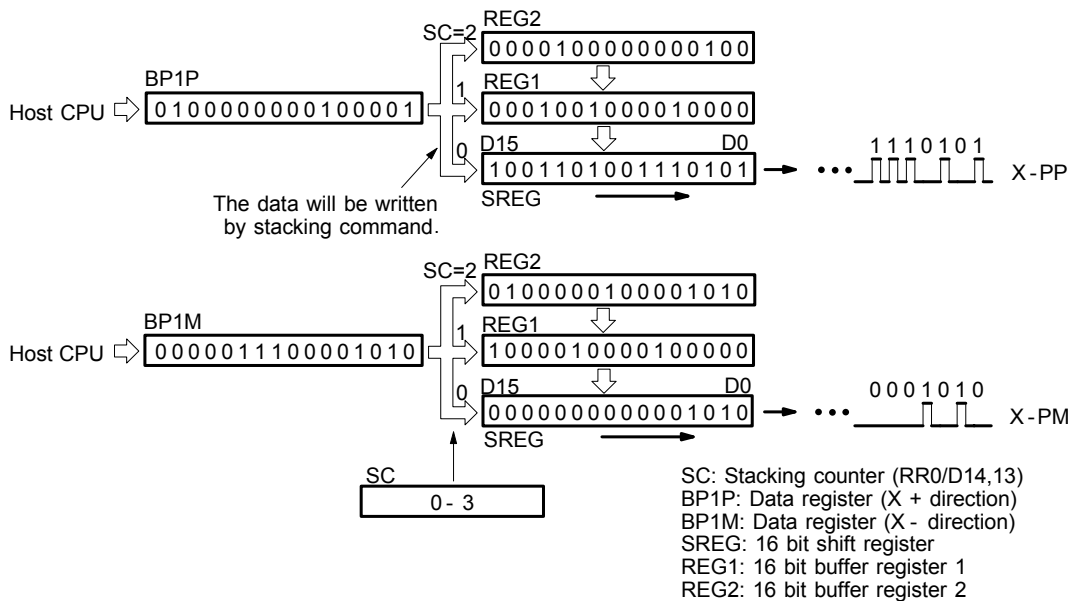 REG2
SC=2
0000100000000100
BP1P
REG1
1
Host CPU
0100000000100001
0001001000010000
D15
D0
0
1110101
1001101001110101
X-PP
SREG
The data will be written
by stacking command.
REG2
SC=2
0100000100001010
BP1M
REG1
1
Host CPU
0000011100001010
1000010000100000
D15
D0
0
0001010
0000000000001010
X-PM
SREG
SC
0-3
SC: Stacking counter (RR0/D14,13)
BP1P: Data register (X + direction)
BP1M: Data register (X - direction)
SREG: 16 bit shift register
REG1: 16 bit buffer register 1
REG2: 16 bit buffer register 2